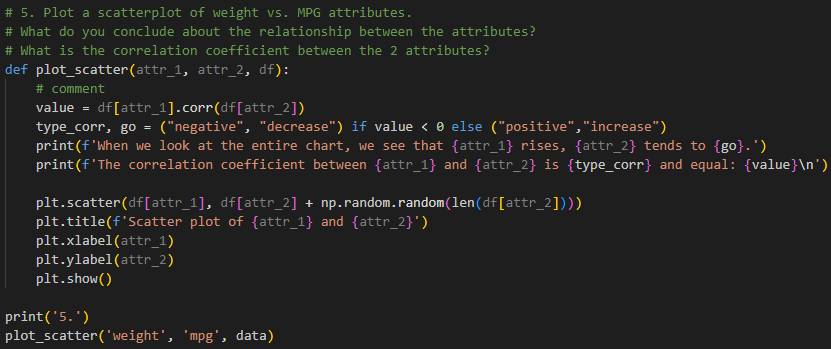 # 5. Plot a scatterplot of weight vs. MPG attributes.
# What do you conclude about the relationship between the attributes?
# What is the correlation coefficient between the 2 attributes?
def plot_scatter(attr_1, attr_2, df):
    # comment
    value = df[attr_1].corr(df[attr_2])
    type_corr, go = ("negative", "decrease") if value < 0 else ("positive","increase")
    print(f'When we look at the entire chart, we see that {attr_1} rises, {attr_2} tends to {go}.')
    print(f'The correlation coefficient between {attr_1} and {attr_2} is {type_corr} and equal: {value}\n')

    plt.scatter(df[attr_1], df[attr_2] + np.random.random(len(df[attr_2])))
    plt.title(f'Scatter plot of {attr_1} and {attr_2}')
    plt.xlabel(attr_1)
    plt.ylabel(attr_2)
    plt.show()

print('5.')
plot_scatter('weight', 'mpg', data)